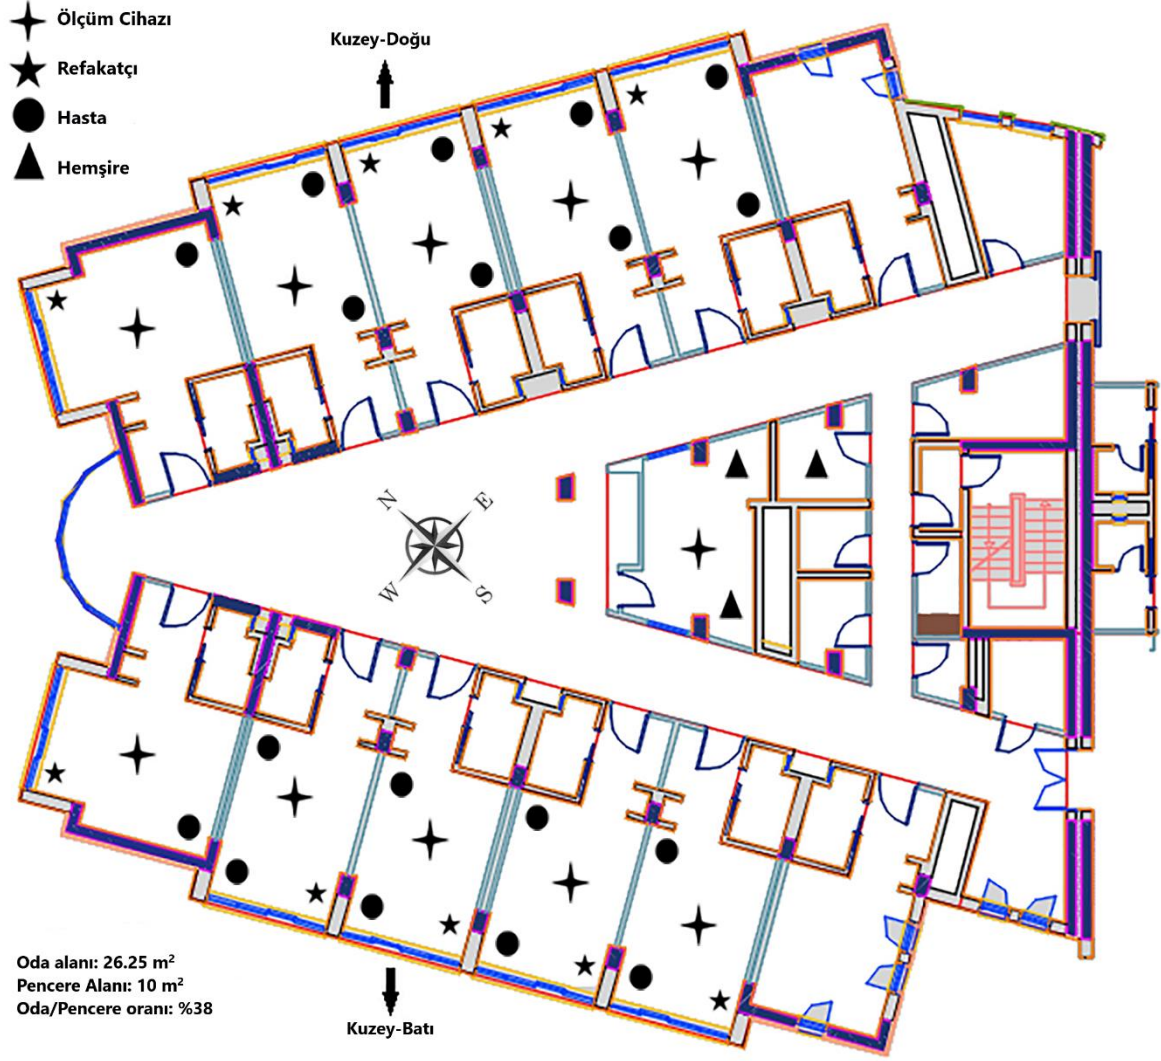 Ölçüm Cihazı
Refakatçı
Hasta
Hemşire
Kuzey-Doğu
N
E
W
S
Oda alanı: 26.25 m²
Pencere Alanı: 10 m²
Oda/Pencere oranı: %38
Kuzey-Batı